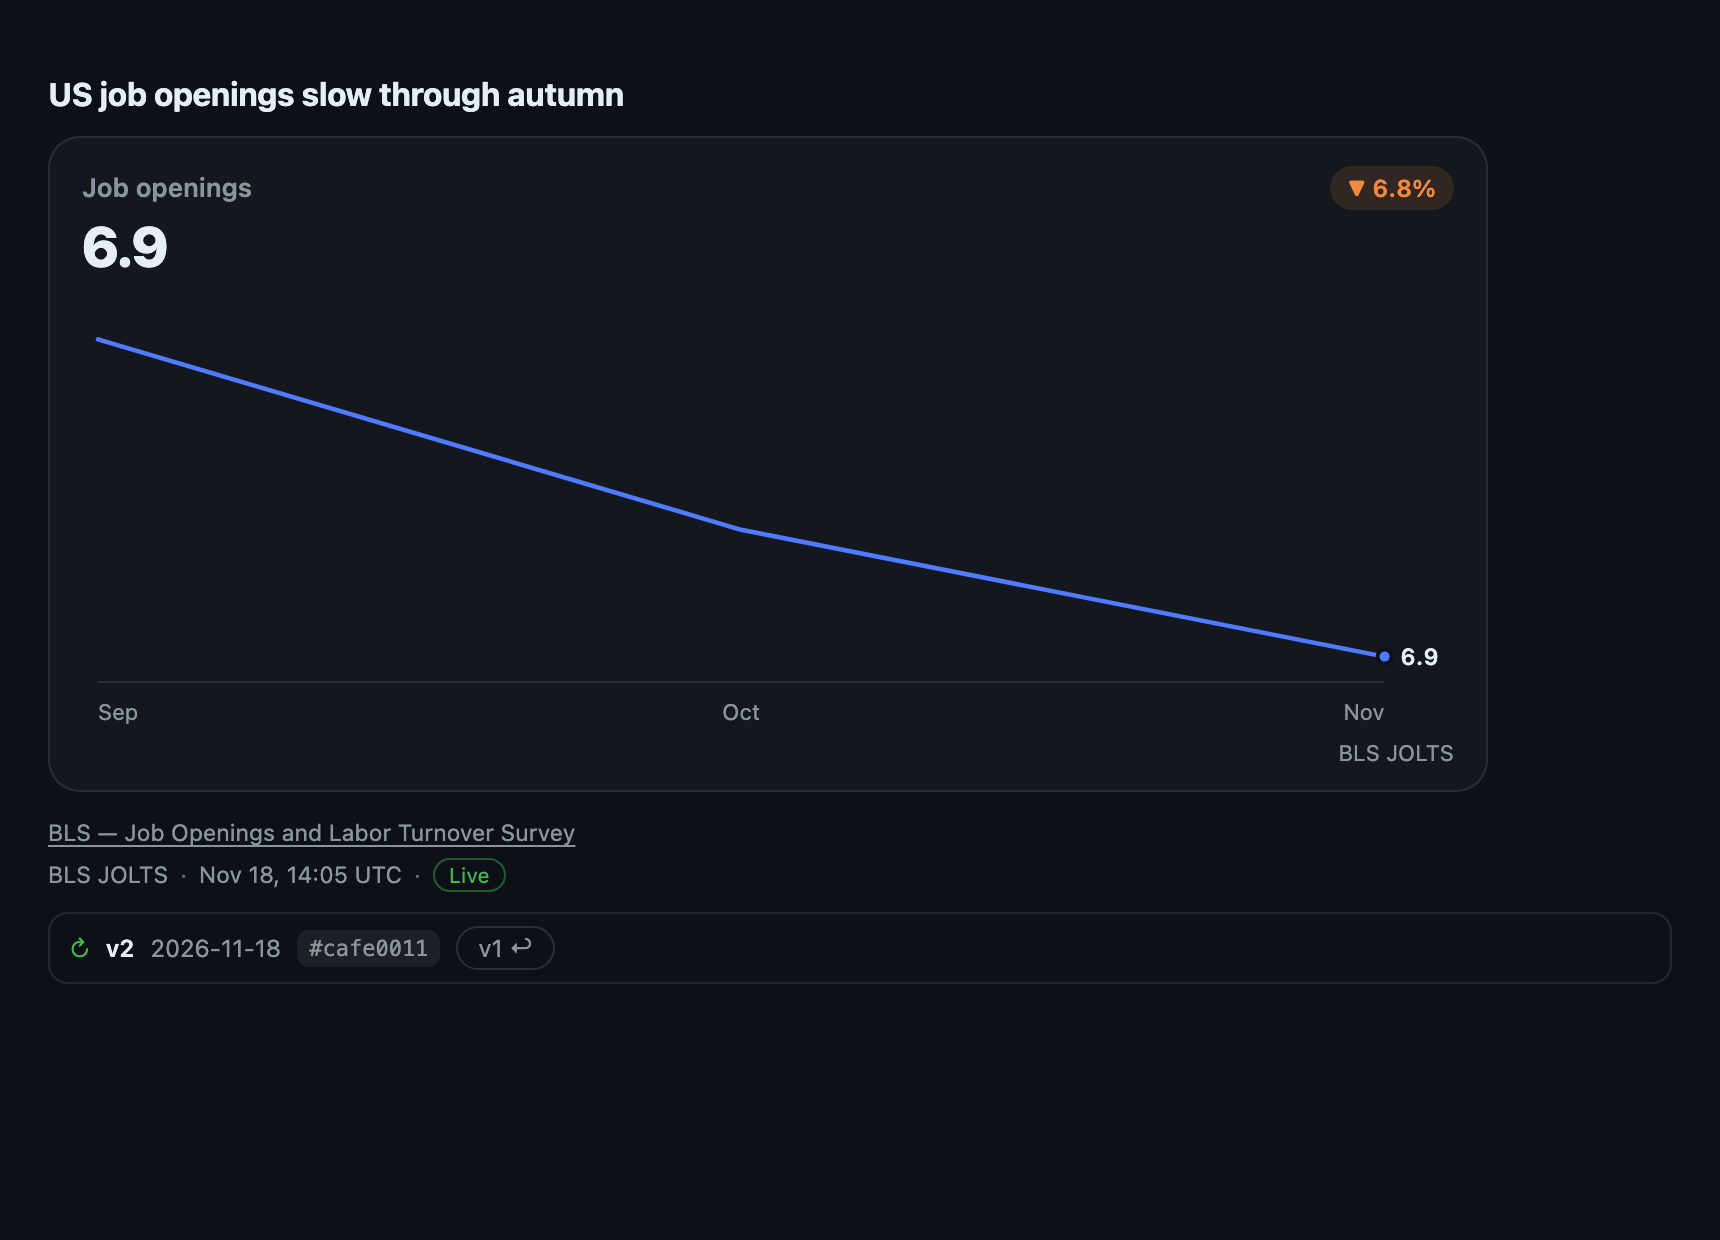 US job openings slow through autumn
Job openings
▼ 6.8%
6.9
6.9
Sep Oct Nov
BLS JOLTS
BLS — Job Openings and Labor Turnover Survey
BLS JOLTS · Nov 18, 14:05 UTC · Live
↻ v2 2026-11-18 #cafe0011 v1 ↩